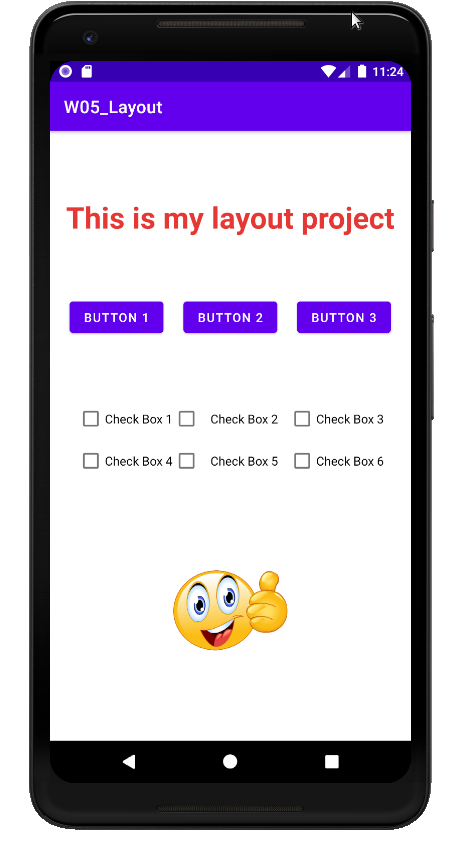 11:24
W05_Layout
This is my layout project
BUTTON 1 BUTTON 2 BUTTON 3
Check Box 1 Check Box 2 Check Box 3
Check Box 4 Check Box 5 Check Box 6